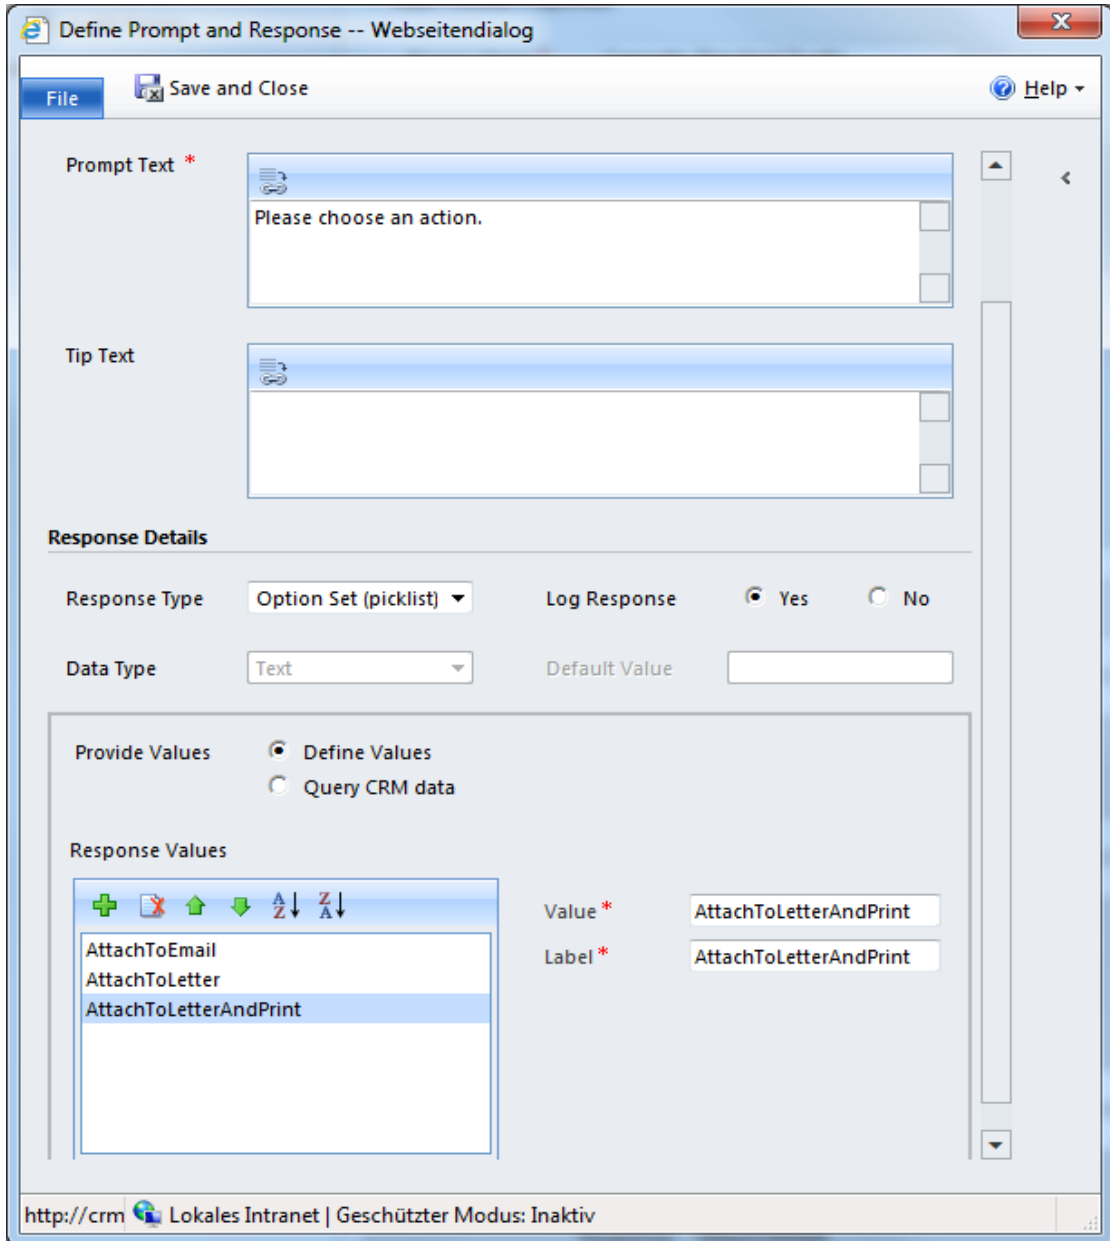 Define Prompt and Response -- Webseitendialog
File Save and Close Help
Prompt Text *
Please choose an action.
Tip Text
Response Details
Response Type Option Set (picklist) Log Response Yes No
Data Type Text Default Value
Provide Values Define Values
Query CRM data
Response Values
A Z Z A
Value * AttachToLetterAndPrint
AttachToEmail
Label * AttachToLetterAndPrint
AttachToLetter
AttachToLetterAndPrint
http://crm Lokales Intranet | Geschützter Modus: Inaktiv